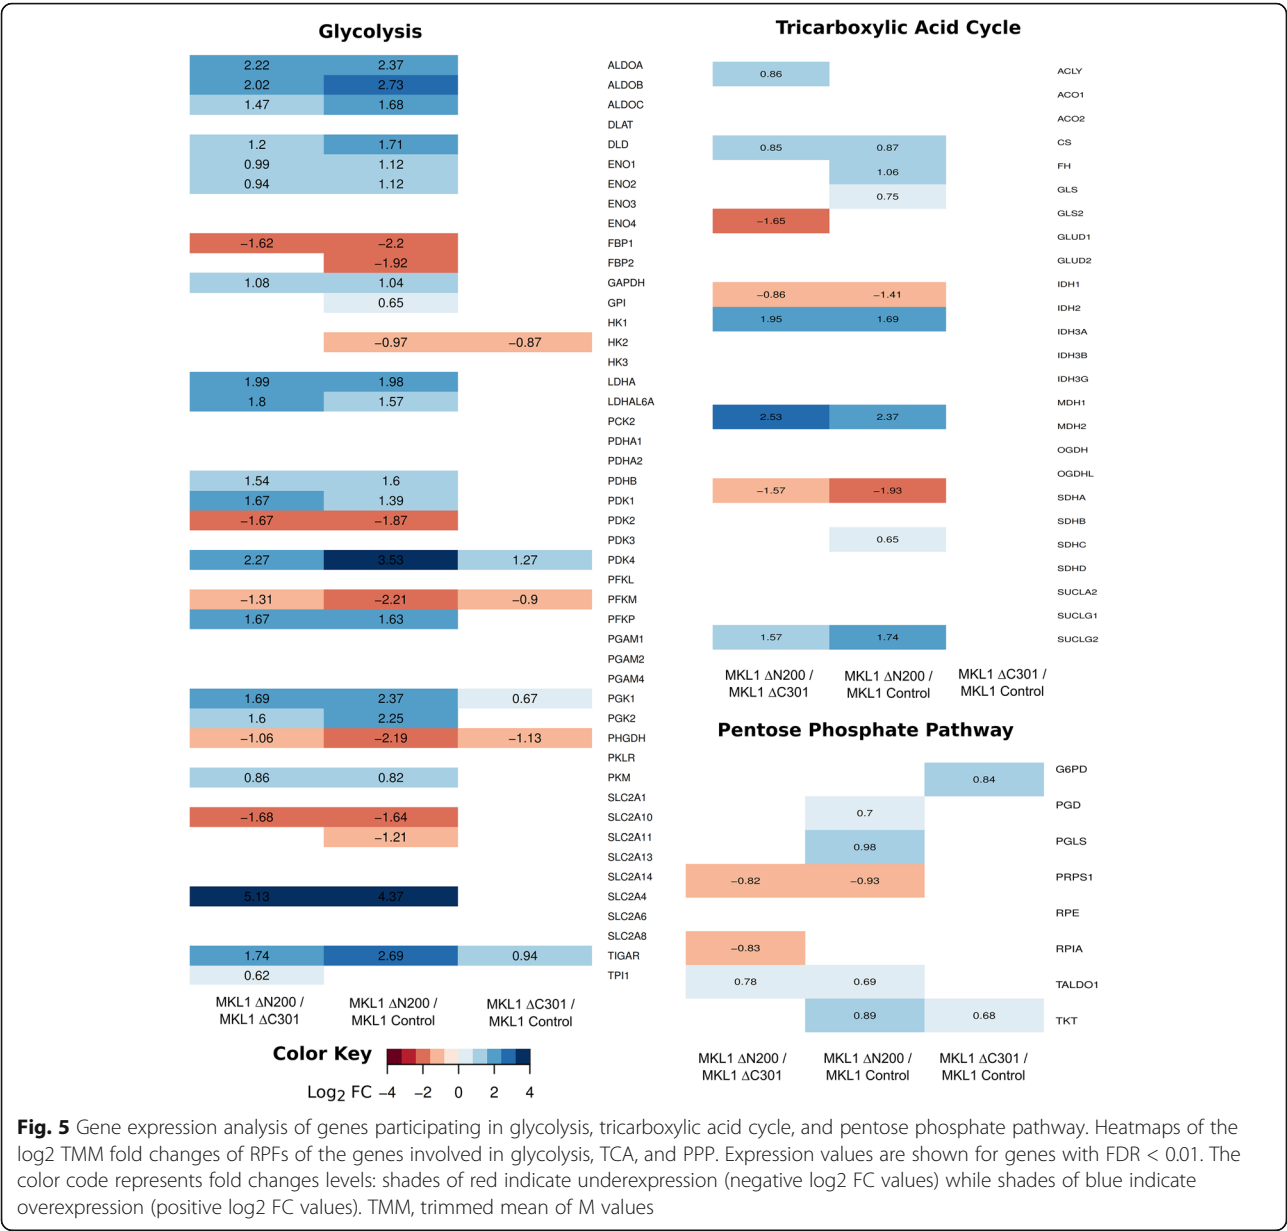 Glycolysis
2.22 2.37 ALDOA
2.02 2.73 ALDOB
1.47 1.68 ALDOC
DLAT
1.2 1.71 DLD
0.99 1.12 ENO1
0.94 1.12 ENO2
ENO3
ENO4
−1.62 −2.2 FBP1
−1.92 FBP2
1.08 1.04 GAPDH
0.65 GPI
HK1
−0.97 −0.87 HK2
HK3
1.99 1.98 LDHA
1.8 1.57 LDHAL6A
PCK2
PDHA1
PDHA2
1.54 1.6 PDHB
1.67 1.39 PDK1
−1.67 −1.87 PDK2
PDK3
2.27 3.53 1.27 PDK4
PFKL
−1.31 −2.21 −0.9 PFKM
1.67 1.63 PFKP
PGAM1
PGAM2
PGAM4
1.69 2.37 0.67 PGK1
1.6 2.25 PGK2
−1.06 −2.19 −1.13 PHGDH
PKLR
0.86 0.82 PKM
SLC2A1
−1.68 −1.64 SLC2A10
−1.21 SLC2A11
SLC2A13
SLC2A14
5.13 4.37 SLC2A4
SLC2A6
SLC2A8
1.74 2.69 0.94 TIGAR
0.62 TPI1
MKL1 ΔN200 / MKL1 ΔN200 / MKL1 ΔC301 /
MKL1 ΔC301 MKL1 Control MKL1 Control
Color Key
Log2 FC −4 −2 0 2 4
Tricarboxylic Acid Cycle
0.86 ACLY
ACO1
ACO2
0.85 0.87 CS
1.06 FH
0.75 GLS
−1.65 GLS2
GLUD1
GLUD2
−0.86 −1.41 IDH1
1.95 1.69 IDH2
IDH3A
IDH3B
IDH3G
2.53 2.37 MDH1
MDH2
OGDH
OGDHL
−1.57 −1.93 SDHA
SDHB
0.65 SDHC
SDHD
SUCLA2
SUCLG1
1.57 1.74 SUCLG2
MKL1 ΔN200 / MKL1 ΔN200 / MKL1 ΔC301 /
MKL1 ΔC301 MKL1 Control MKL1 Control
Pentose Phosphate Pathway
0.84 G6PD
0.7 PGD
0.98 PGLS
−0.82 −0.93 PRPS1
RPE
−0.83 RPIA
0.78 0.69 TALDO1
0.89 0.68 TKT
MKL1 ΔN200 / MKL1 ΔN200 / MKL1 ΔC301 /
MKL1 ΔC301 MKL1 Control MKL1 Control
Fig. 5 Gene expression analysis of genes participating in glycolysis, tricarboxylic acid cycle, and pentose phosphate pathway. Heatmaps of the
log2 TMM fold changes of RPFs of the genes involved in glycolysis, TCA, and PPP. Expression values are shown for genes with FDR < 0.01. The
color code represents fold changes levels: shades of red indicate underexpression (negative log2 FC values) while shades of blue indicate
overexpression (positive log2 FC values). TMM, trimmed mean of M values